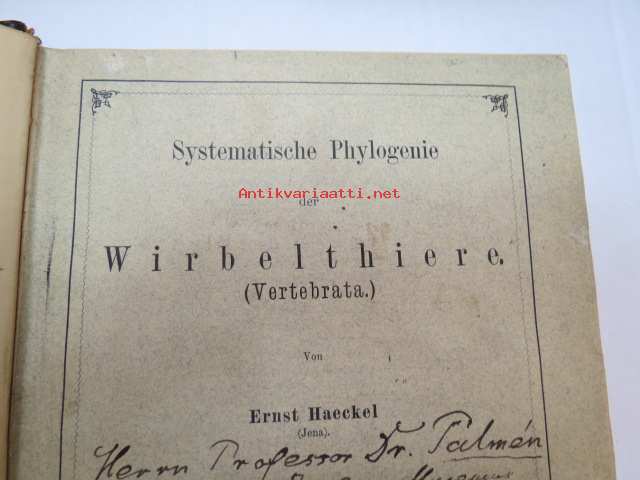 Systematische Phylogenie
Antikvariaatti.net
der
Wirbelthiere.
(Vertebrata.)
Von
Ernst Haeckel
(Jena).
Herrn Professor Dr. Palmén